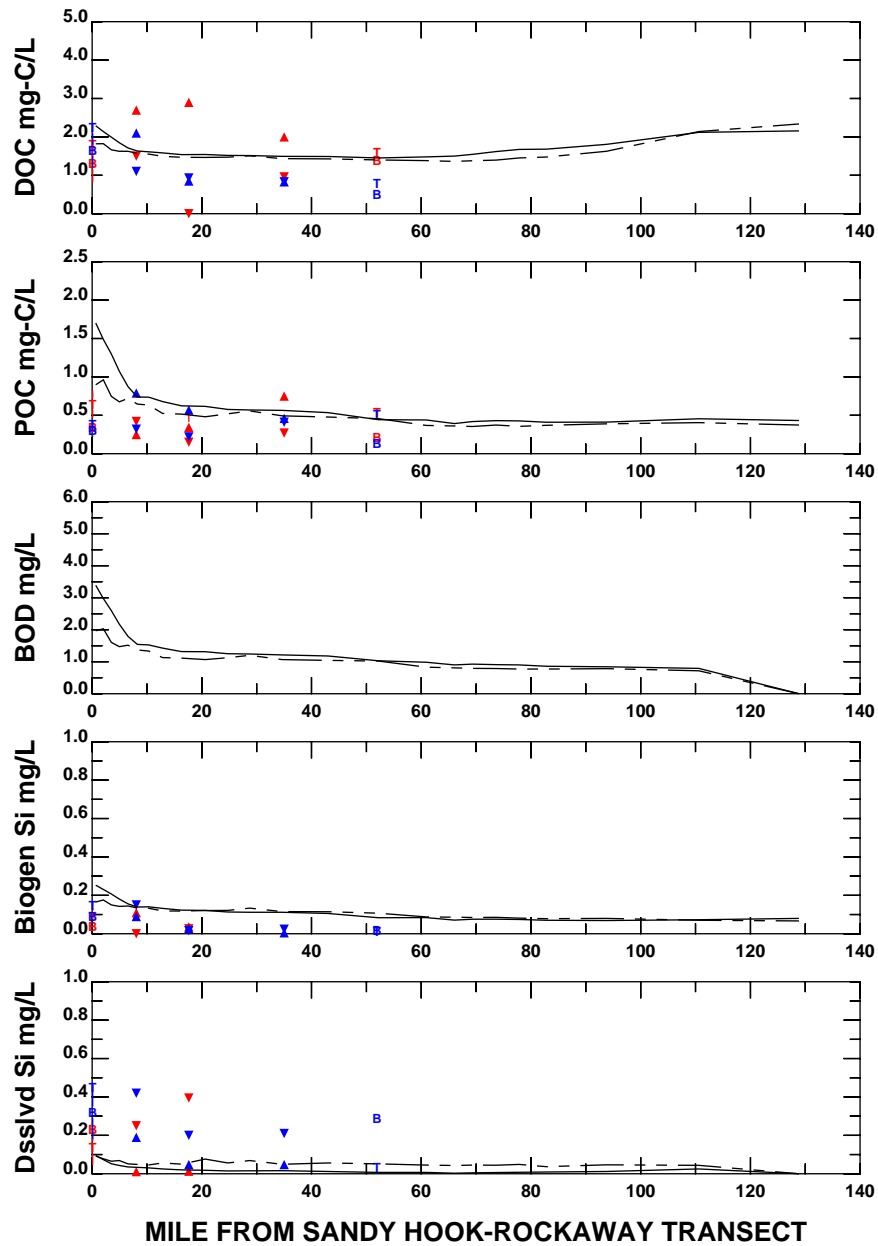 DOC mg-C/L
5.0
4.0
3.0
2.0
1.0
0.0
T
B
T
B
T
B
T
B
0 20 40 60 80 100 120 140
POC mg-C/L
2.5
2.0
1.5
1.0
0.5
0.0
T
B
T
B
T
B
0 20 40 60 80 100 120 140
BOD mg/L
6.0
5.0
4.0
3.0
2.0
1.0
0.0
0 20 40 60 80 100 120 140
Biogen Si mg/L
1.0
0.8
0.6
0.4
0.2
0.0
T
B
B
B
0 20 40 60 80 100 120 140
Dsslvd Si mg/L
1.0
0.8
0.6
0.4
0.2
0.0
T
B
B
T
B
T
0 20 40 60 80 100 120 140
MILE FROM SANDY HOOK-ROCKAWAY TRANSECT